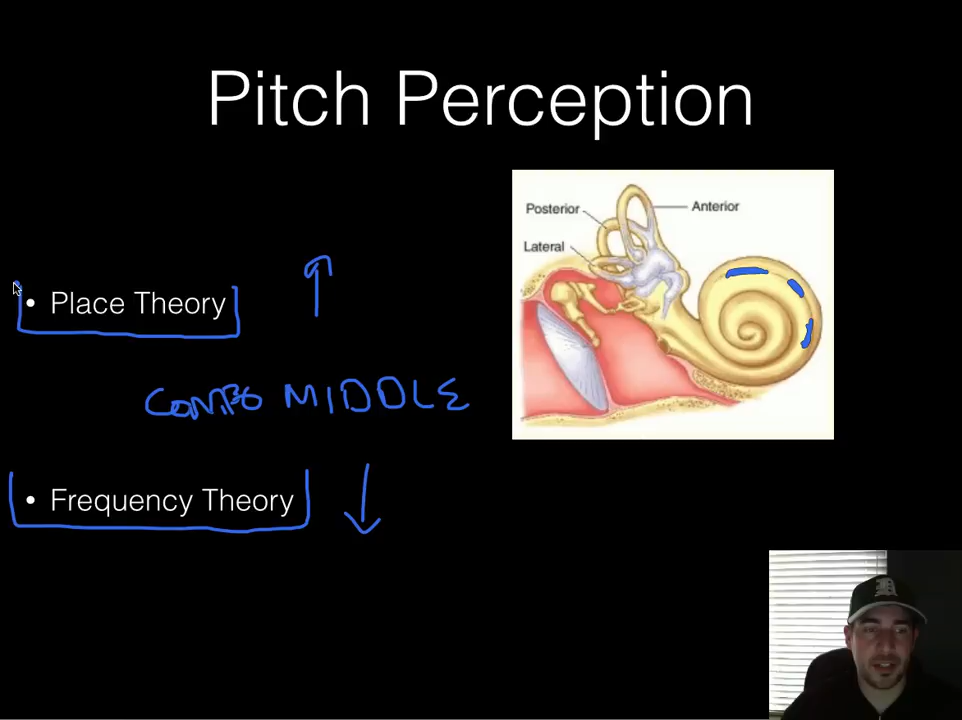 Pitch Perception
Posterior
Anterior
Lateral
• Place Theory
COMBO MIDDLE
• Frequency Theory